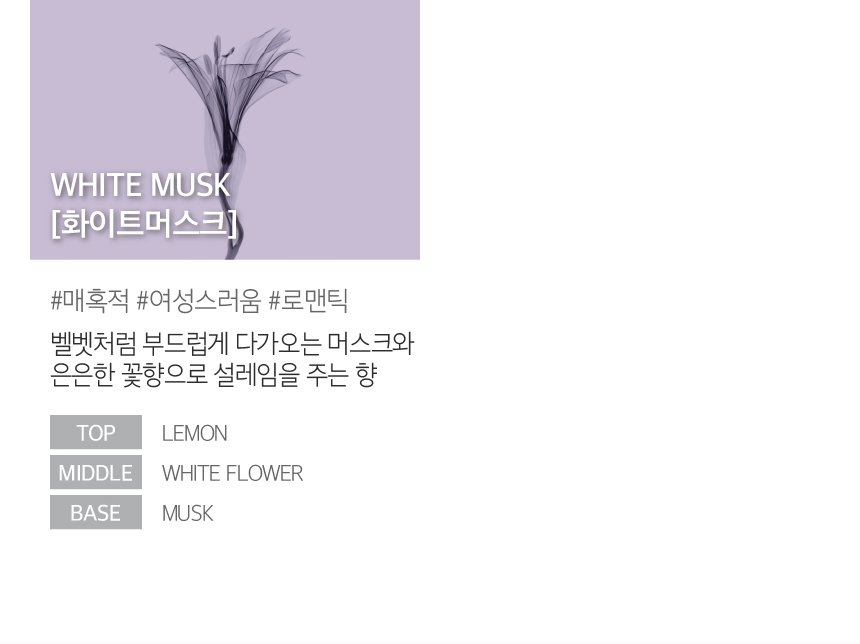 WHITE MUSK
[화이트머스크]
#매혹적 #여성스러움 #로맨틱
벨벳처럼 부드럽게 다가오는 머스크와
은은한 꽃향으로 설레임을 주는 향
TOP LEMON
MIDDLE WHITE FLOWER
BASE MUSK